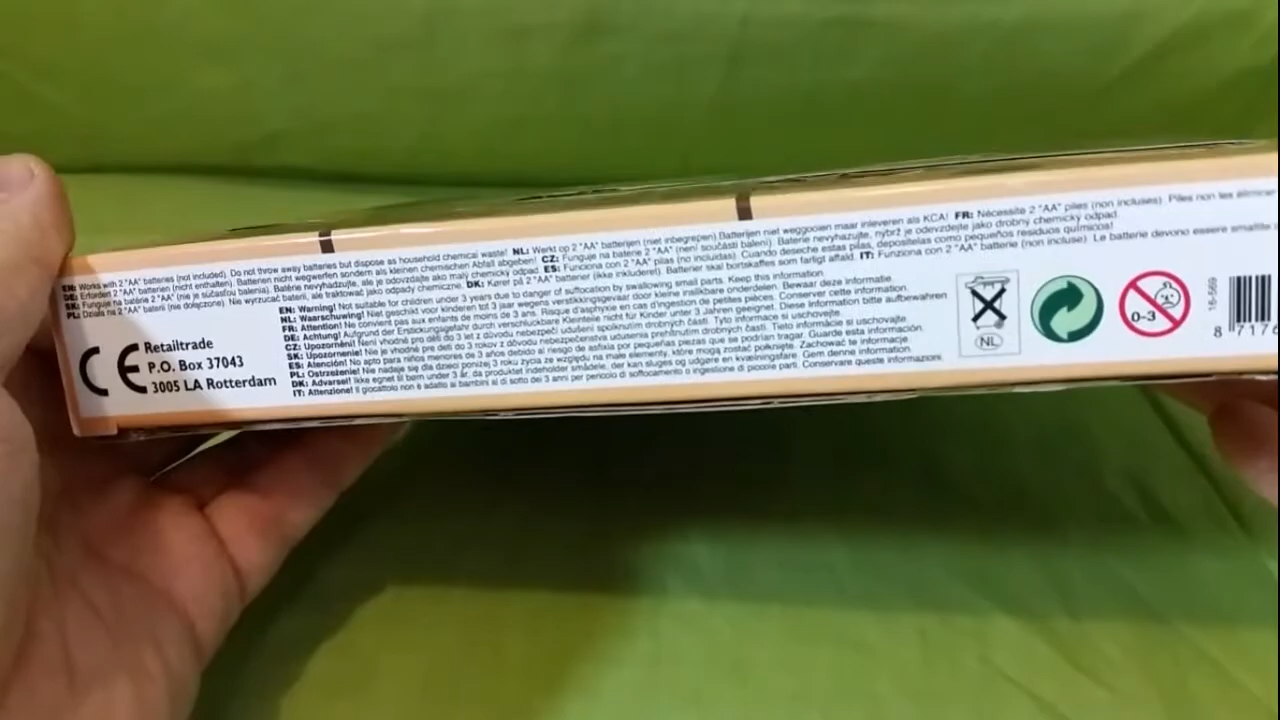 EN: Works with 2 "AA" batteries (not included). Do not throw away batteries but dispose as household chemical waste! NL: Werkt op 2 "AA" batterijen (niet inbegrepen) Batterijen niet weggooien maar inleveren als KCA! FR: Nécessite 2 "AA" piles (non incluses). Piles non les
DE: Erforden 2 "AA" batterien (nicht enthalten). Batterien nicht wegwerfen sondern als kleinen chemischen Abfall abgeben! CZ: Funguje na baterie 2 "AA" (není součástí balení). Baterie nevyhazujte, nýbrž je odevzdejte jako drobný chemický odpad.
SK: Funguje na batérie 2 "AA" (nie je súčasťou balenia). Batérie nevyhadzujte, ale je odovzdajte ako malý chemický odpad. ES: Funciona con 2 "AA" pilas (no incluidas). Cuando deseche estas pilas, deposítelas como pequeños residuos químicos!
PL: Działa na 2 "AA" baterii (nie dołączone). Nie wyrzucać baterii, ale traktować jako odpady chemiczne. DK: Kører på 2 "AA" batterier (ikke inkluderet). Batterier skal bortskaffes som farligt affald. IT: Funziona con 2 "AA" batterie (non incluse). Le batterie devono essere
EN: Warning! Not suitable for children under 3 years due to danger of suffocation by swallowing small parts. Keep this information.
NL: Waarschuwing! Niet geschikt voor kinderen tot 3 jaar wegens verstikkingsgevaar door kleine inslikbare onderdelen. Bewaar deze informatie.
FR: Attention! Ne convient pas aux enfants de moins de 3 ans. Risque d'asphyxie en cas d'ingestion de petites pièces. Conserver cette information.
DE: Achtung! Aufgrund der Erstickungsgefahr durch verschluckbare Kleinteile nicht für Kinder unter 3 Jahren geeignet. Diese Information bitte aufbewahren
CZ: Upozornění! Není vhodné pro děti do 3 let z důvodu nebezpečí udušení spolknutím drobných částí. Tyto informace si uschovejte.
SK: Upozornenie! Nie je vhodné pre deti do 3 rokov z dôvodu nebezpečenstva udusenia prehltnutím drobných častí. Tieto informácie si uschovajte.
ES: Atención! No apto para niños menores de 3 años debido al riesgo de asfixia por pequeñas piezas que se podrían tragar. Guarde esta información.
PL: Ostrzeżenie! Nie nadaje się dla dzieci poniżej 3 roku życia ze względu na małe elementy, które mogą zostać połknięte. Zachować te informacje.
DK: Advarsel! Ikke egnet til børn under 3 år, da produktet indeholder smådele, der kan sluges og udgøre en kvælningsfare. Gem denne information.
IT: Attenzione! Il giocattolo non è adatto ai bambini al di sotto dei 3 anni per pericolo di soffocamento o ingestione di piccole parti. Conservare queste informazioni
CE
Retailtrade
P.O. Box 37043
3005 LA Rotterdam
NL
0-3
16-569
8 7176